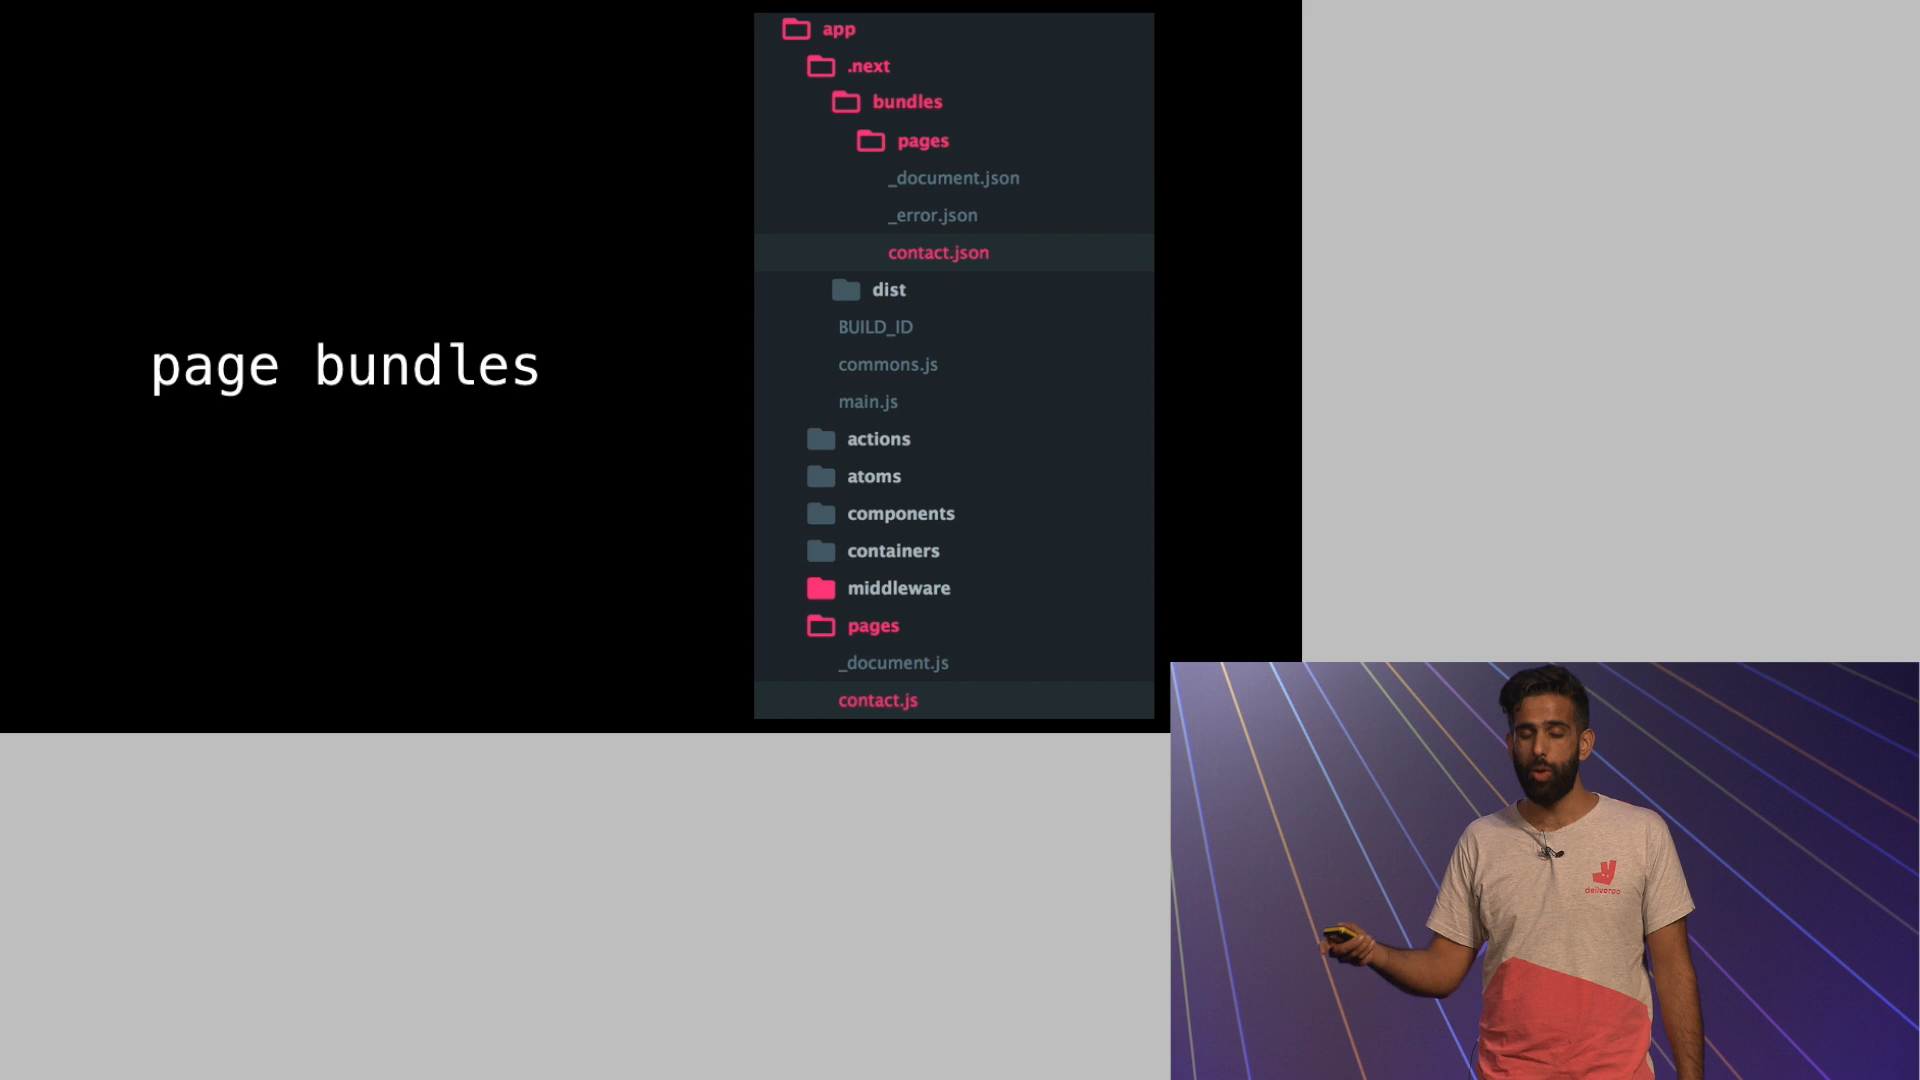 page bundles
app
.next
bundles
pages
_document.json
_error.json
contact.json
dist
BUILD_ID
commons.js
main.js
actions
atoms
components
containers
middleware
pages
_document.js
contact.js
deliveroo